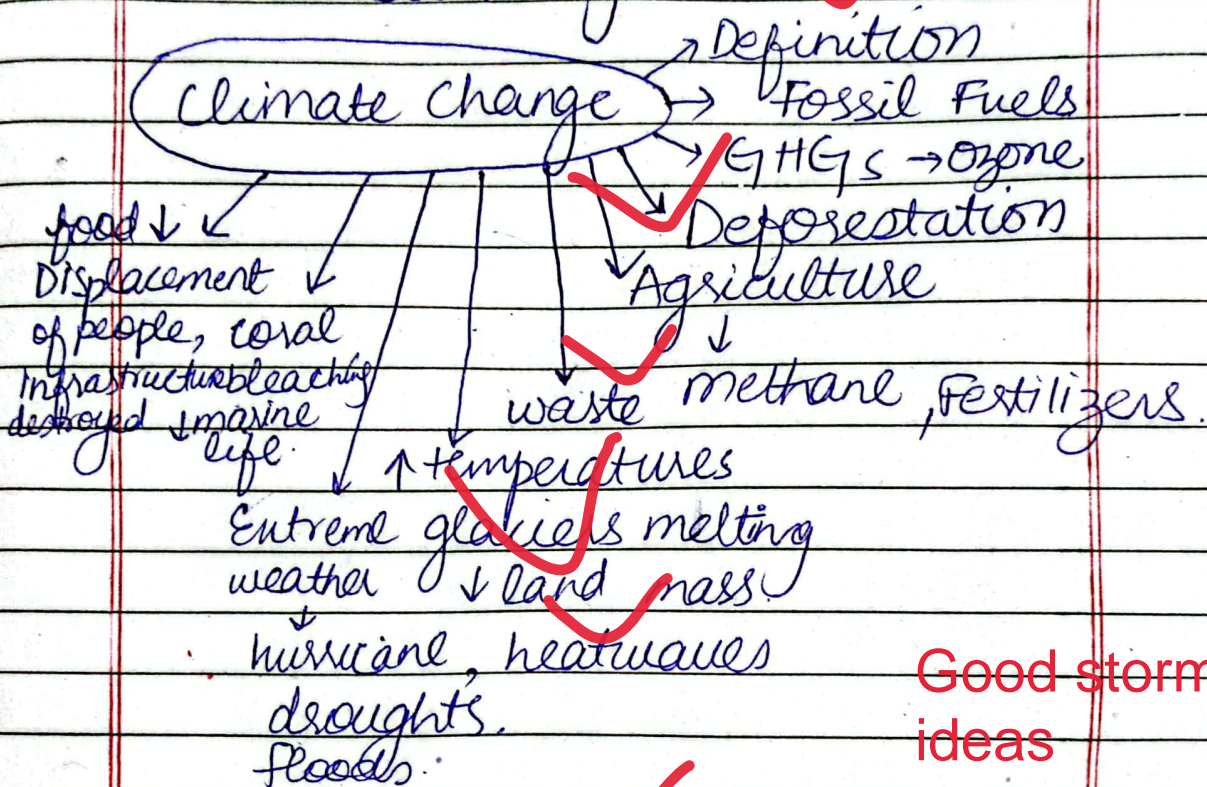 Definition
Climate Change → Fossil Fuels
GHGs → Ozone
food ↓ Deforestation
Displacement Agriculture
of people, coral ↓
infrastructure bleaching methane, Fertilizers.
destroyed ↓ marine waste
life. ↑ temperatures
Extreme glaciers melting
weather ↓ land mass
↓
hurricane, heatwaves
droughts.
floods.
Good storm
ideas